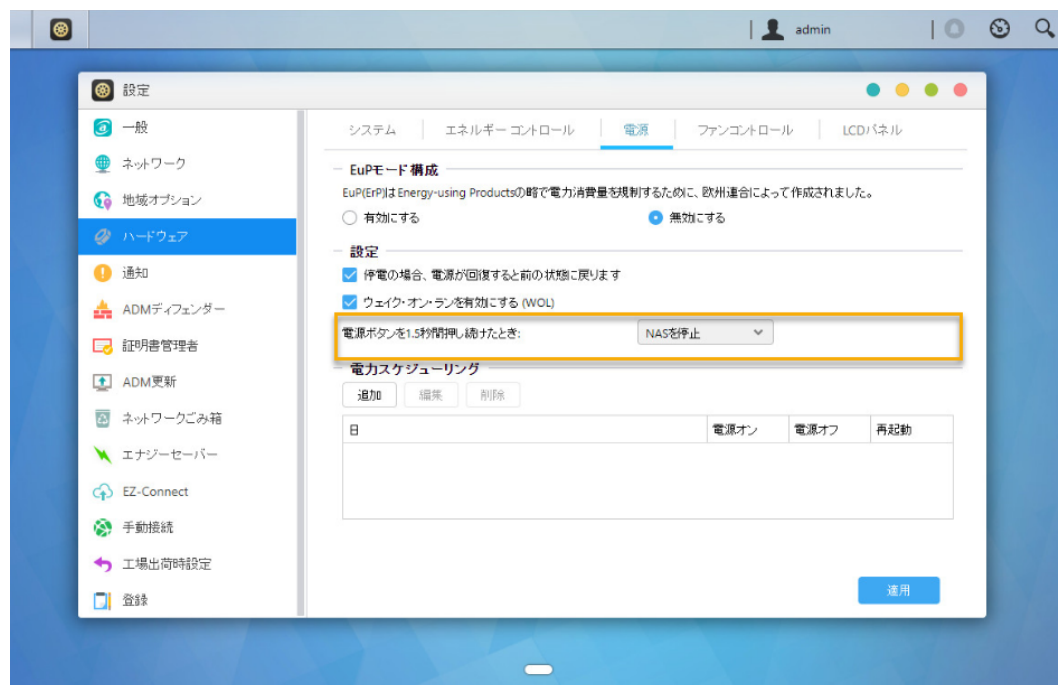 admin
設定
一般
ネットワーク
地域オプション
ハードウェア
通知
ADMディフェンダー
証明書管理者
ADM更新
ネットワークごみ箱
エナジーセーバー
EZ-Connect
手動接続
工場出荷時設定
登録
システム エネルギー コントロール 電源 ファンコントロール LCDパネル
EuPモード構成
EuP(ErP)は Energy-using Productsの略で電力消費量を規制するために、欧州連合によって作成されました。
有効にする 無効にする
設定
停電の場合、電源が回復すると前の状態に戻ります
ウェイク・オン・ランを有効にする (WOL)
電源ボタンを1.5秒間押し続けたとき: NASを停止
電力スケジューリング
追加 編集 削除
日 電源オン 電源オフ 再起動
適用